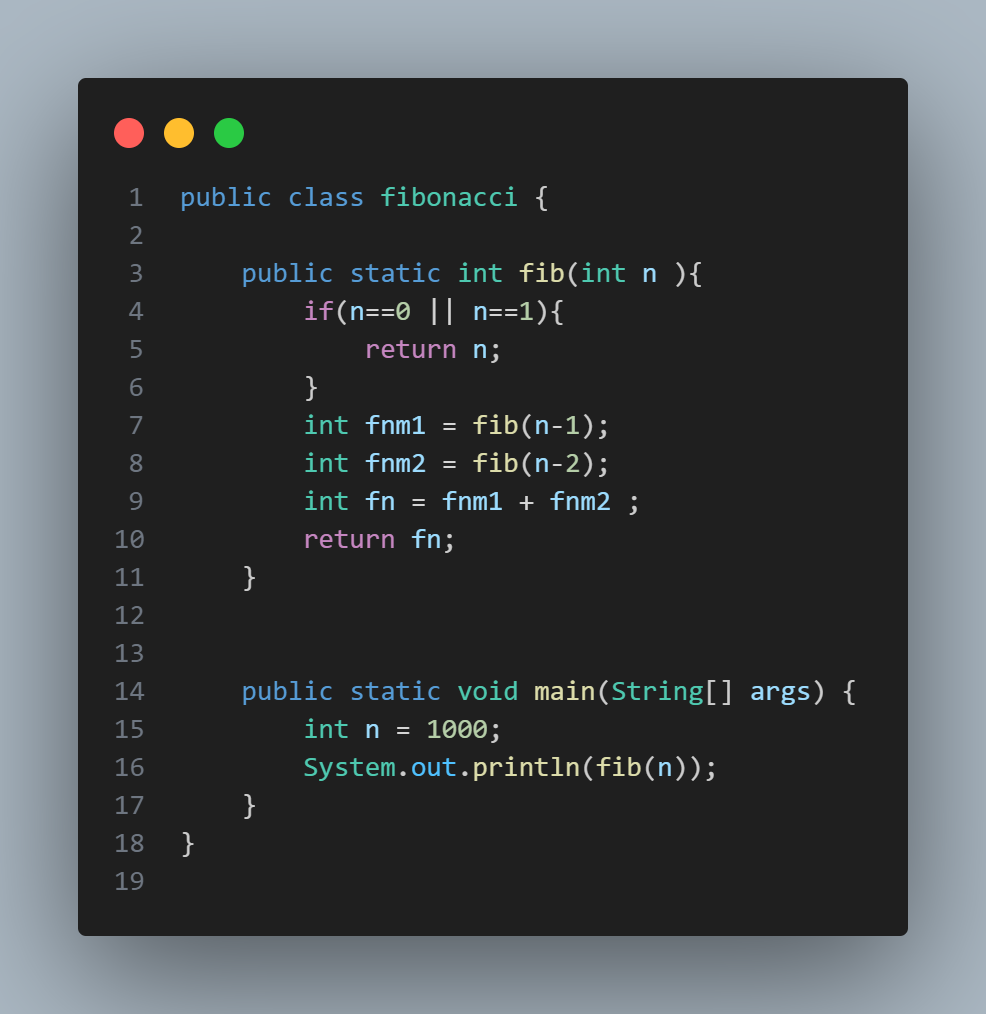 1 public class fibonacci {
2
3     public static int fib(int n ){
4         if(n==0 || n==1){
5             return n;
6         }
7         int fnm1 = fib(n-1);
8         int fnm2 = fib(n-2);
9         int fn = fnm1 + fnm2 ;
10         return fn;
11     }
12
13
14     public static void main(String[] args) {
15         int n = 1000;
16         System.out.println(fib(n));
17     }
18 }
19